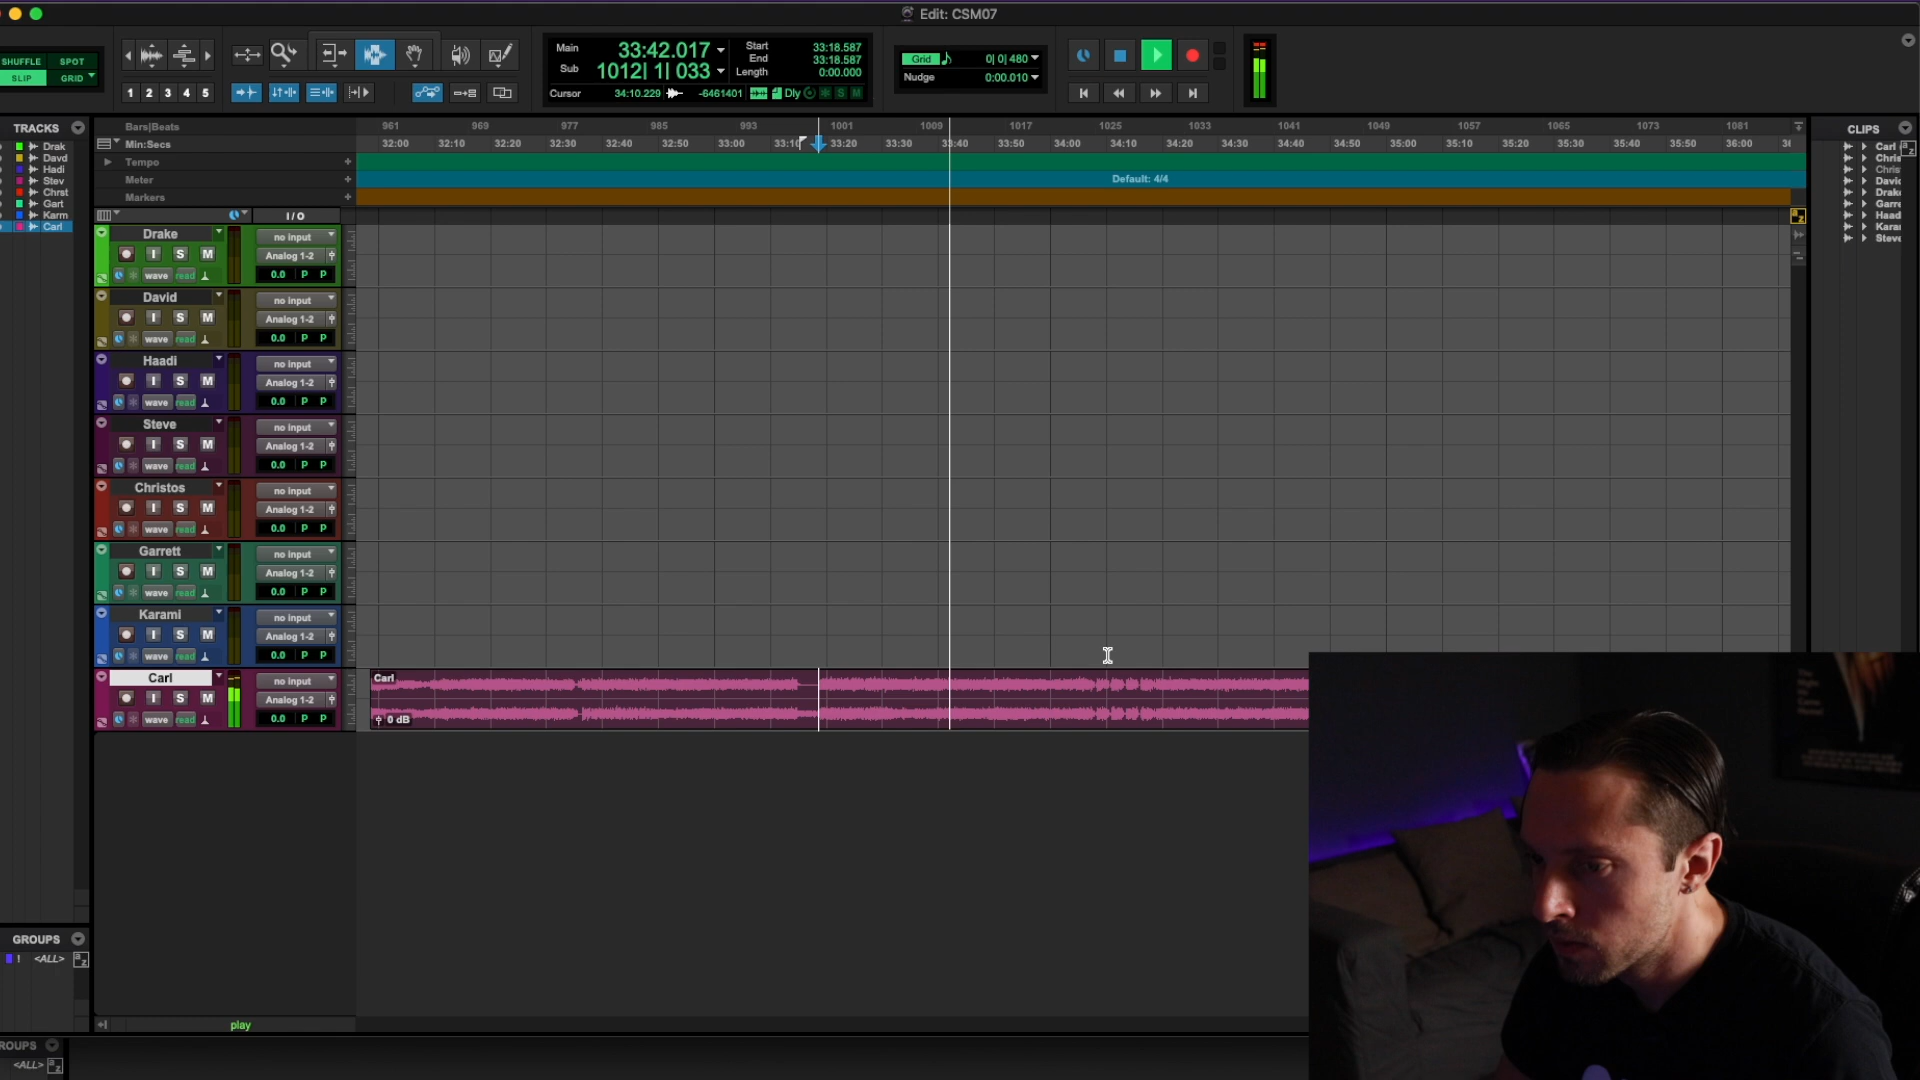 Edit: CSM07
SHUFFLE SPOT
SLIP GRID
1 2 3 4 5
Main 33:42.017
Sub 1012| 1| 033
Start 33:18.587
End 33:18.587
Length 0:00.000
Cursor 34:10.229 -6461401 Dly S M
Grid 0| 0| 480
Nudge 0:00.010
TRACKS
Drak
Davd
Hadi
Stev
Chrst
Gart
Karm
Carl
Bars|Beats 961 969 977 985 993 1001 1009 1017 1025 1033 1041 1049 1057 1065 1073 1081
Min:Secs 32:00 32:10 32:20 32:30 32:40 32:50 33:00 33:10 33:20 33:30 33:40 33:50 34:00 34:10 34:20 34:30 34:40 34:50 35:00 35:10 35:20 35:30 35:40 35:50 36:00
Tempo
Meter Default: 4/4
Markers
I / O
Drake no input
I S M Analog 1-2
wave read 0.0 P P
David no input
I S M Analog 1-2
wave read 0.0 P P
Haadi no input
I S M Analog 1-2
wave read 0.0 P P
Steve no input
I S M Analog 1-2
wave read 0.0 P P
Christos no input
I S M Analog 1-2
wave read 0.0 P P
Garrett no input
I S M Analog 1-2
wave read 0.0 P P
Karami no input
I S M Analog 1-2
wave read 0.0 P P
Carl no input
I S M Analog 1-2
wave read 0.0 P P
Carl
0 dB
CLIPS
Carl
Chris
Chris
David
Drake
Garre
Haad
Karar
Steve
GROUPS
! <ALL>
play
ROUPS
<ALL>